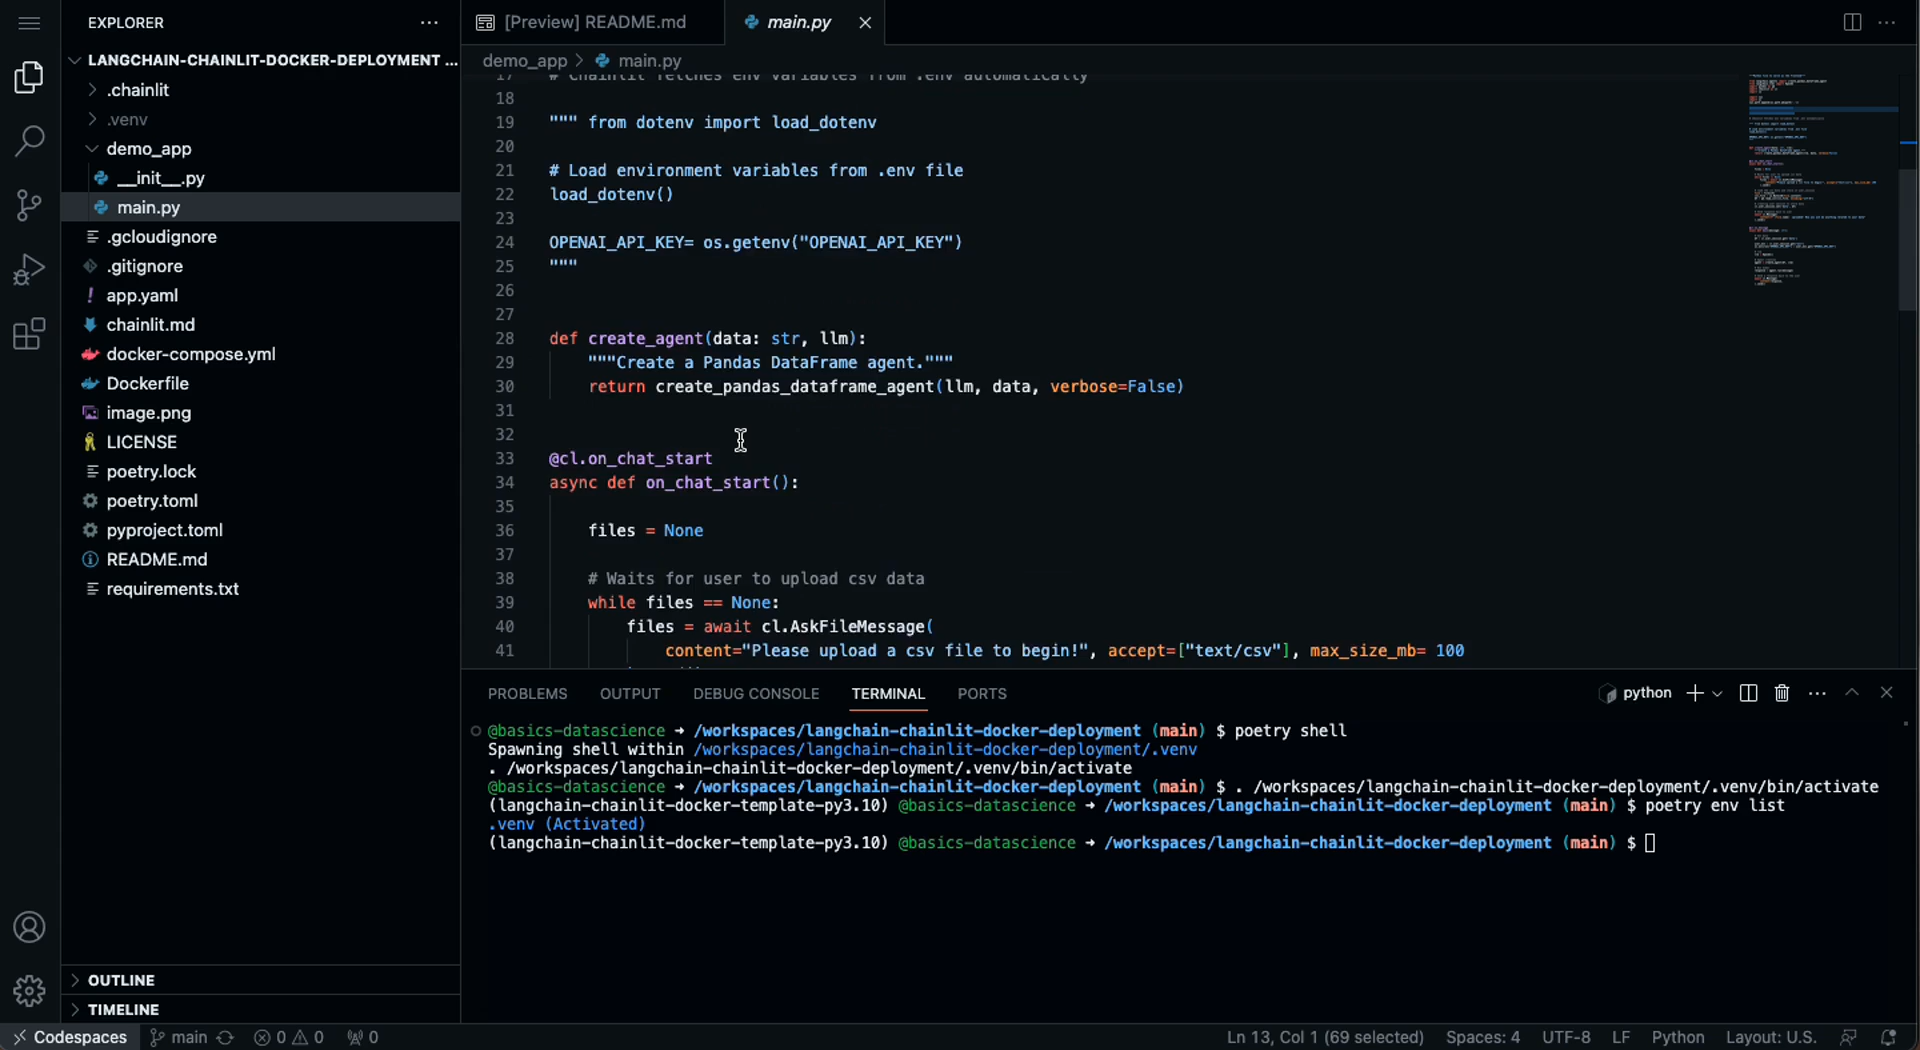 EXPLORER
LANGCHAIN-CHAINLIT-DOCKER-DEPLOYMENT ...
.chainlit
.venv
demo_app
__init__.py
main.py
.gcloudignore
.gitignore
app.yaml
chainlit.md
docker-compose.yml
Dockerfile
image.png
LICENSE
poetry.lock
poetry.toml
pyproject.toml
README.md
requirements.txt
OUTLINE
TIMELINE
[Preview] README.md
main.py
demo_app > main.py
17 # Chainlit fetches env variables from .env automatically
18
19 """ from dotenv import load_dotenv
20
21 # Load environment variables from .env file
22 load_dotenv()
23
24 OPENAI_API_KEY= os.getenv("OPENAI_API_KEY")
25 """
26
27
28 def create_agent(data: str, llm):
29 """Create a Pandas DataFrame agent."""
30 return create_pandas_dataframe_agent(llm, data, verbose=False)
31
32
33 @cl.on_chat_start
34 async def on_chat_start():
35
36 files = None
37
38 # Waits for user to upload csv data
39 while files == None:
40 files = await cl.AskFileMessage(
41 content="Please upload a csv file to begin!", accept=["text/csv"], max_size_mb= 100
PROBLEMS OUTPUT DEBUG CONSOLE TERMINAL PORTS
python
@basics-datascience ➜ /workspaces/langchain-chainlit-docker-deployment (main) $ poetry shell
Spawning shell within /workspaces/langchain-chainlit-docker-deployment/.venv
. /workspaces/langchain-chainlit-docker-deployment/.venv/bin/activate
@basics-datascience ➜ /workspaces/langchain-chainlit-docker-deployment (main) $ . /workspaces/langchain-chainlit-docker-deployment/.venv/bin/activate
(langchain-chainlit-docker-template-py3.10) @basics-datascience ➜ /workspaces/langchain-chainlit-docker-deployment (main) $ poetry env list
.venv (Activated)
(langchain-chainlit-docker-template-py3.10) @basics-datascience ➜ /workspaces/langchain-chainlit-docker-deployment (main) $
Codespaces main 0 0 0
Ln 13, Col 1 (69 selected) Spaces: 4 UTF-8 LF Python Layout: U.S.